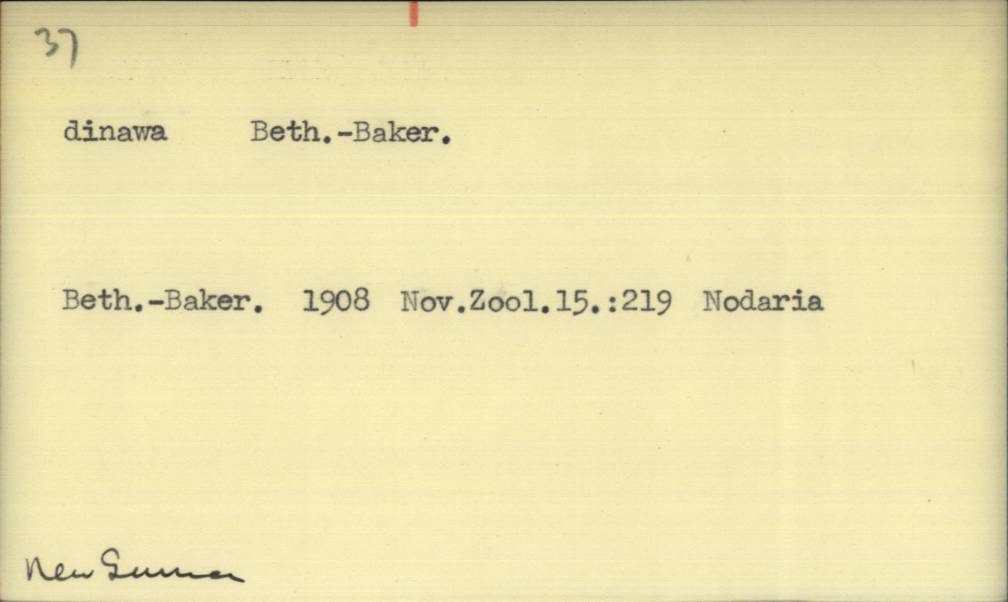 37
dinawa Beth.-Baker.
Beth.-Baker. 1908 Nov.Zool.15.:219 Nodaria
New Guinea